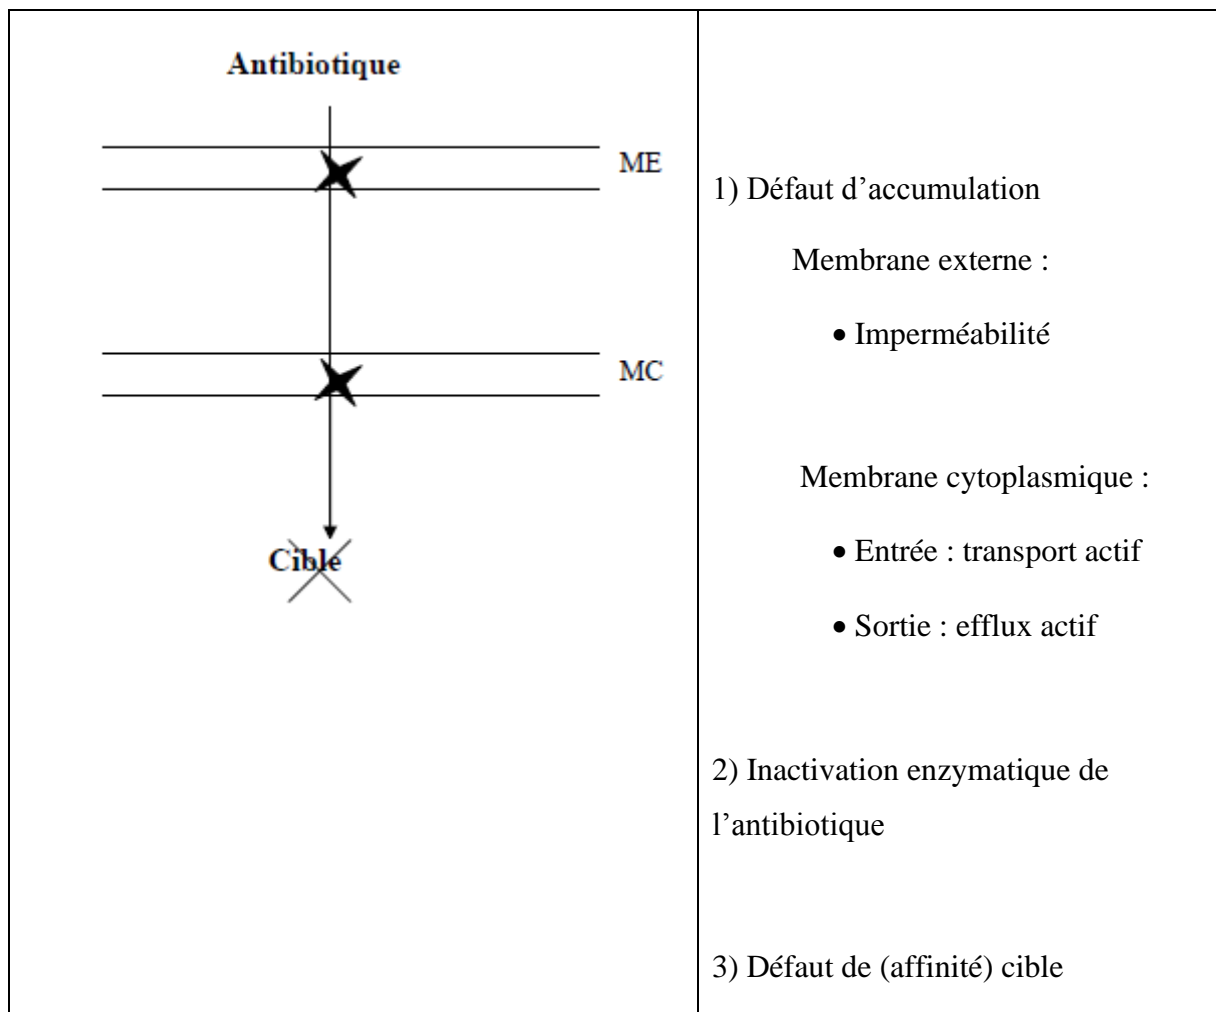 Antibiotique
ME
MC
Cible
1) Défaut d’accumulation
Membrane externe :
• Imperméabilité
Membrane cytoplasmique :
• Entrée : transport actif
• Sortie : efflux actif
2) Inactivation enzymatique de
l’antibiotique
3) Défaut de (affinité) cible